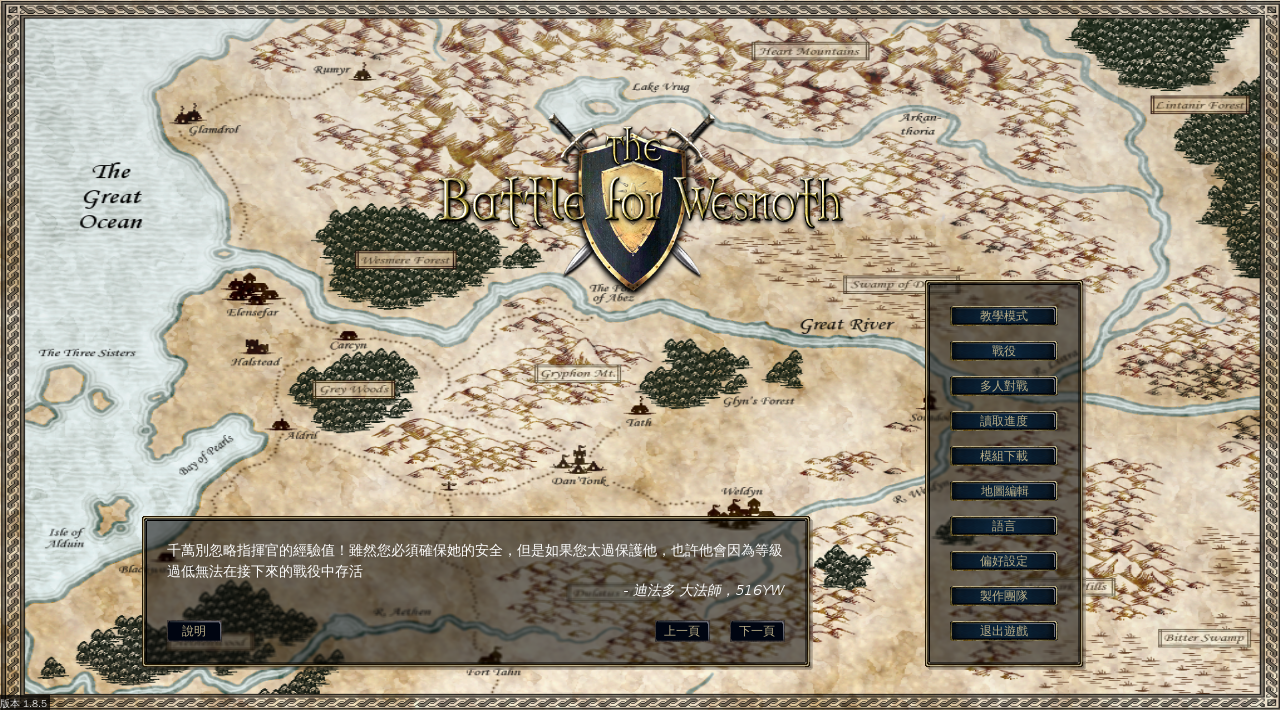 Heart Mountains
Rumyr
Lake Vrug
Lintanir Forest
Glamdrol
Arkan-
thoria
The
Great
Ocean
The
Battle for Wesnoth
Wesmere Forest
Swamp of
of Abez
Elensefar
Great River
教學模式
Carcyn
戰役
The Three Sisters
Halstead
Gryphon Mt.
多人對戰
Grey Woods
Glyn's Forest
讀取進度
Tath
Aldril
Bay of Pearls
模組下載
Dan'Tonk
地圖編輯
Weldyn
語言
Isle of
Alduin
千萬別忽略指揮官的經驗值！雖然您必須確保她的安全，但是如果您太過保護他，也許他會因為等級
過低無法在接下來的戰役中存活
- 迪法多 大法師，516YW
偏好設定
Hills
製作團隊
R. Aethen
說明
上一頁
下一頁
退出遊戲
Bitter Swamp
Fort Tahn
版本 1.8.5